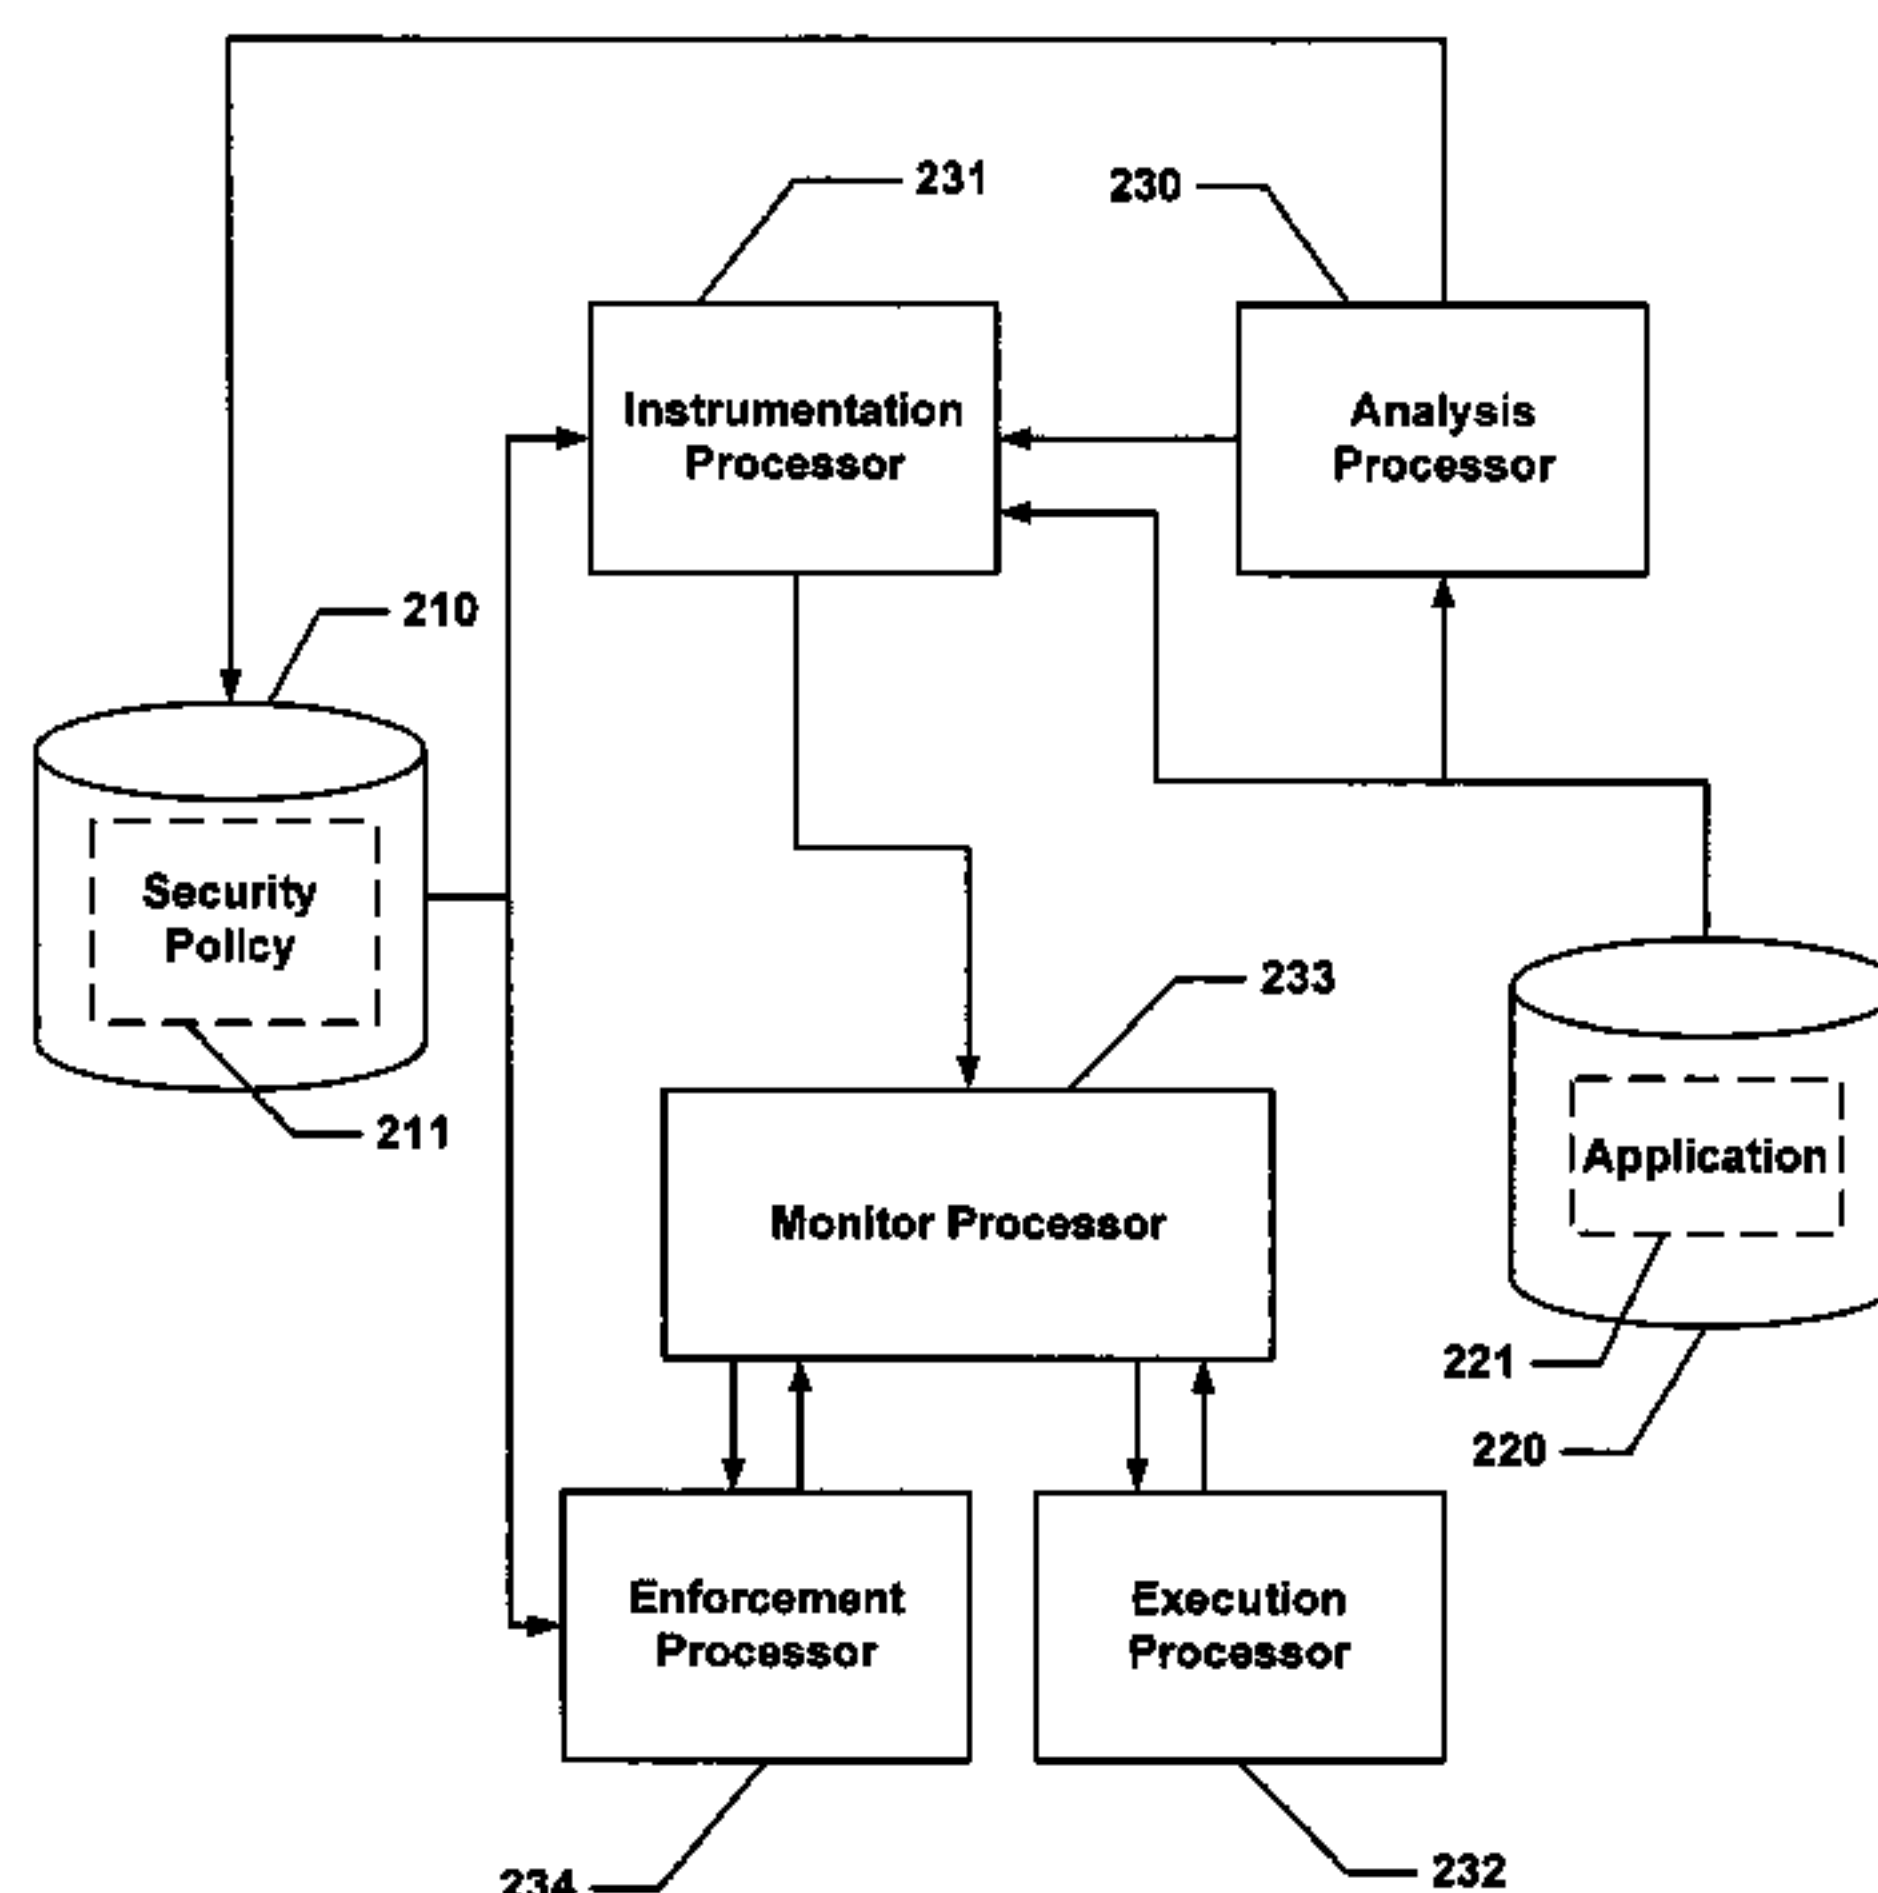 231
230
Instrumentation
Processor
Analysis
Processor
210
Security
Policy
233
211
Application
Monitor Processor
221
220
Enforcement
Processor
Execution
Processor
234
232